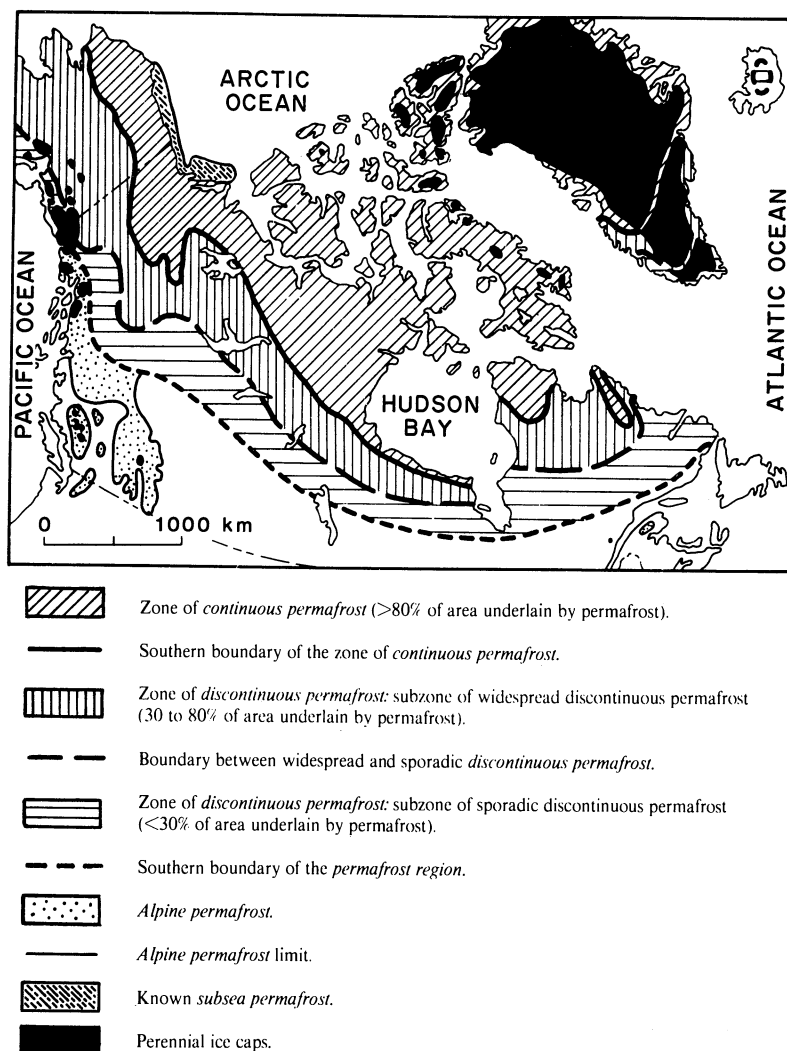 ARCTIC
OCEAN
PACIFIC OCEAN
ATLANTIC OCEAN
HUDSON
BAY
0 1000 km
Zone of continuous permafrost (>80% of area underlain by permafrost).
Southern boundary of the zone of continuous permafrost.
Zone of discontinuous permafrost: subzone of widespread discontinuous permafrost
(30 to 80% of area underlain by permafrost).
Boundary between widespread and sporadic discontinuous permafrost.
Zone of discontinuous permafrost: subzone of sporadic discontinuous permafrost
(<30% of area underlain by permafrost).
Southern boundary of the permafrost region.
Alpine permafrost.
Alpine permafrost limit.
Known subsea permafrost.
Perennial ice caps.